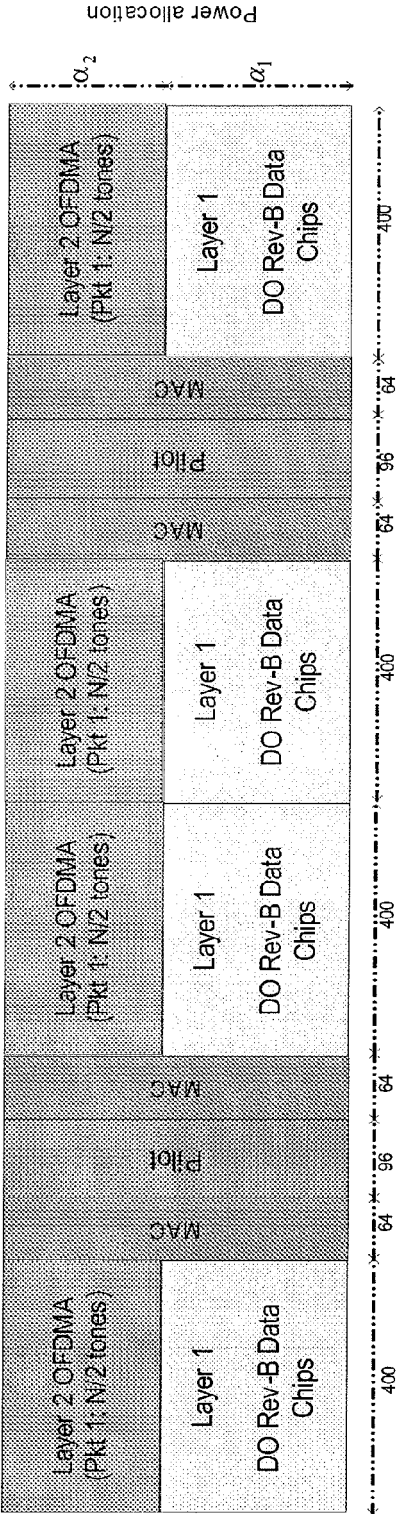 Layer 2 OFDMA
(Pkt 1: N/2 tones)
Layer 1
DO Rev-B Data
Chips
MAC
Pilot
MAC
Layer 2 OFDMA
(Pkt 1: N/2 tones)
Layer 1
DO Rev-B Data
Chips
Layer 2 OFDMA
(Pkt 1: N/2 tones)
Layer 1
DO Rev-B Data
Chips
MAC
Pilot
MAC
Layer 2 OFDMA
(Pkt 1: N/2 tones)
Layer 1
DO Rev-B Data
Chips
α₂
α₁
Power allocation
400
64
96
64
400
400
64
96
64
400